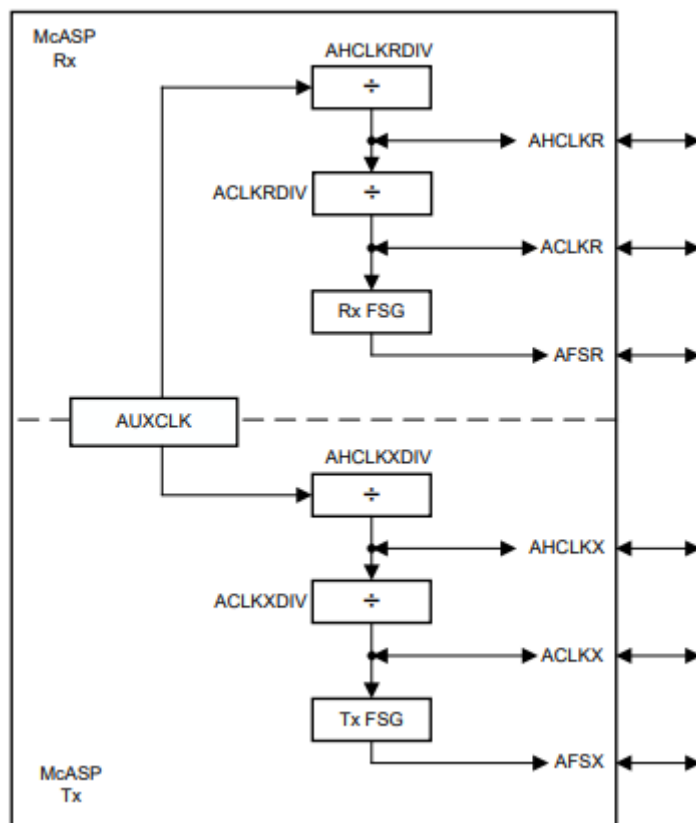 McASP
Rx
AHCLKRDIV
÷
AHCLKR
ACLKRDIV
÷
ACLKR
Rx FSG
AFSR
AUXCLK
AHCLKXDIV
÷
AHCLKX
ACLKXDIV
÷
ACLKX
Tx FSG
AFSX
McASP
Tx